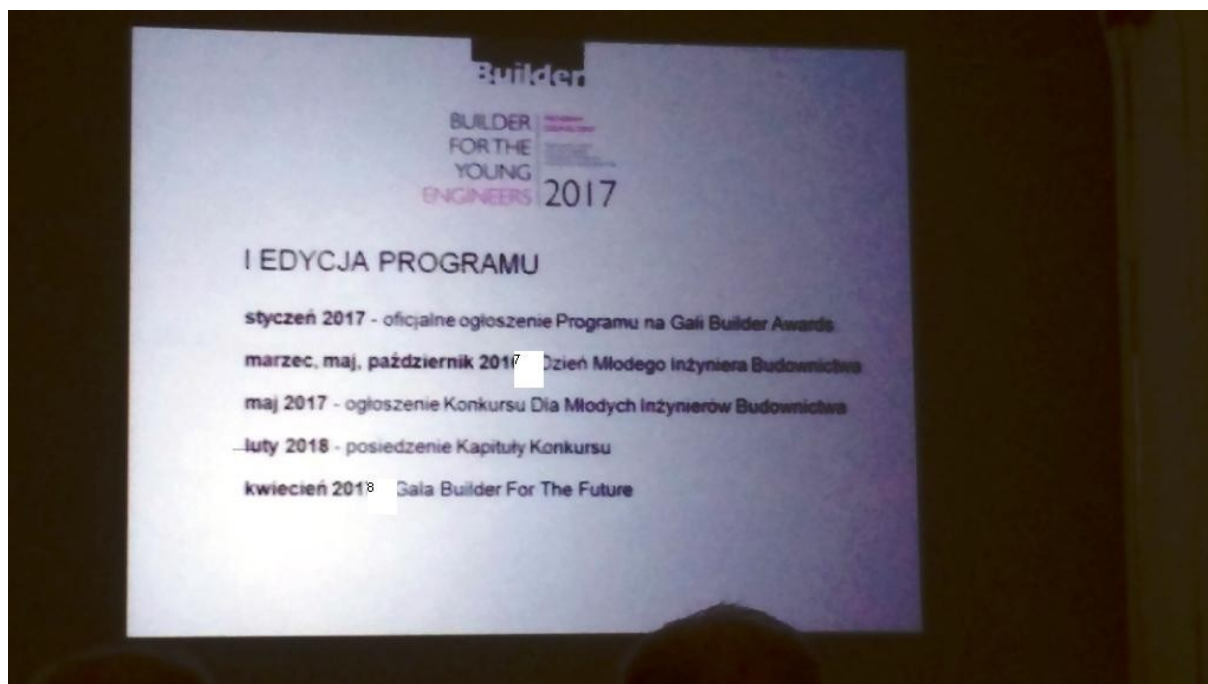 Builder
BUILDER
FOR THE
YOUNG
ENGINEERS
2017
I EDYCJA PROGRAMU
styczeń 2017 - oficjalne ogłoszenie Programu na Gali Builder Awards
marzec, maj, październik 2017 Dzień Młodego Inżyniera Budownictwa
maj 2017 - ogłoszenie Konkursu Dla Młodych Inżynierów Budownictwa
luty 2018 - posiedzenie Kapituły Konkursu
kwiecień 2018 Gala Builder For The Future